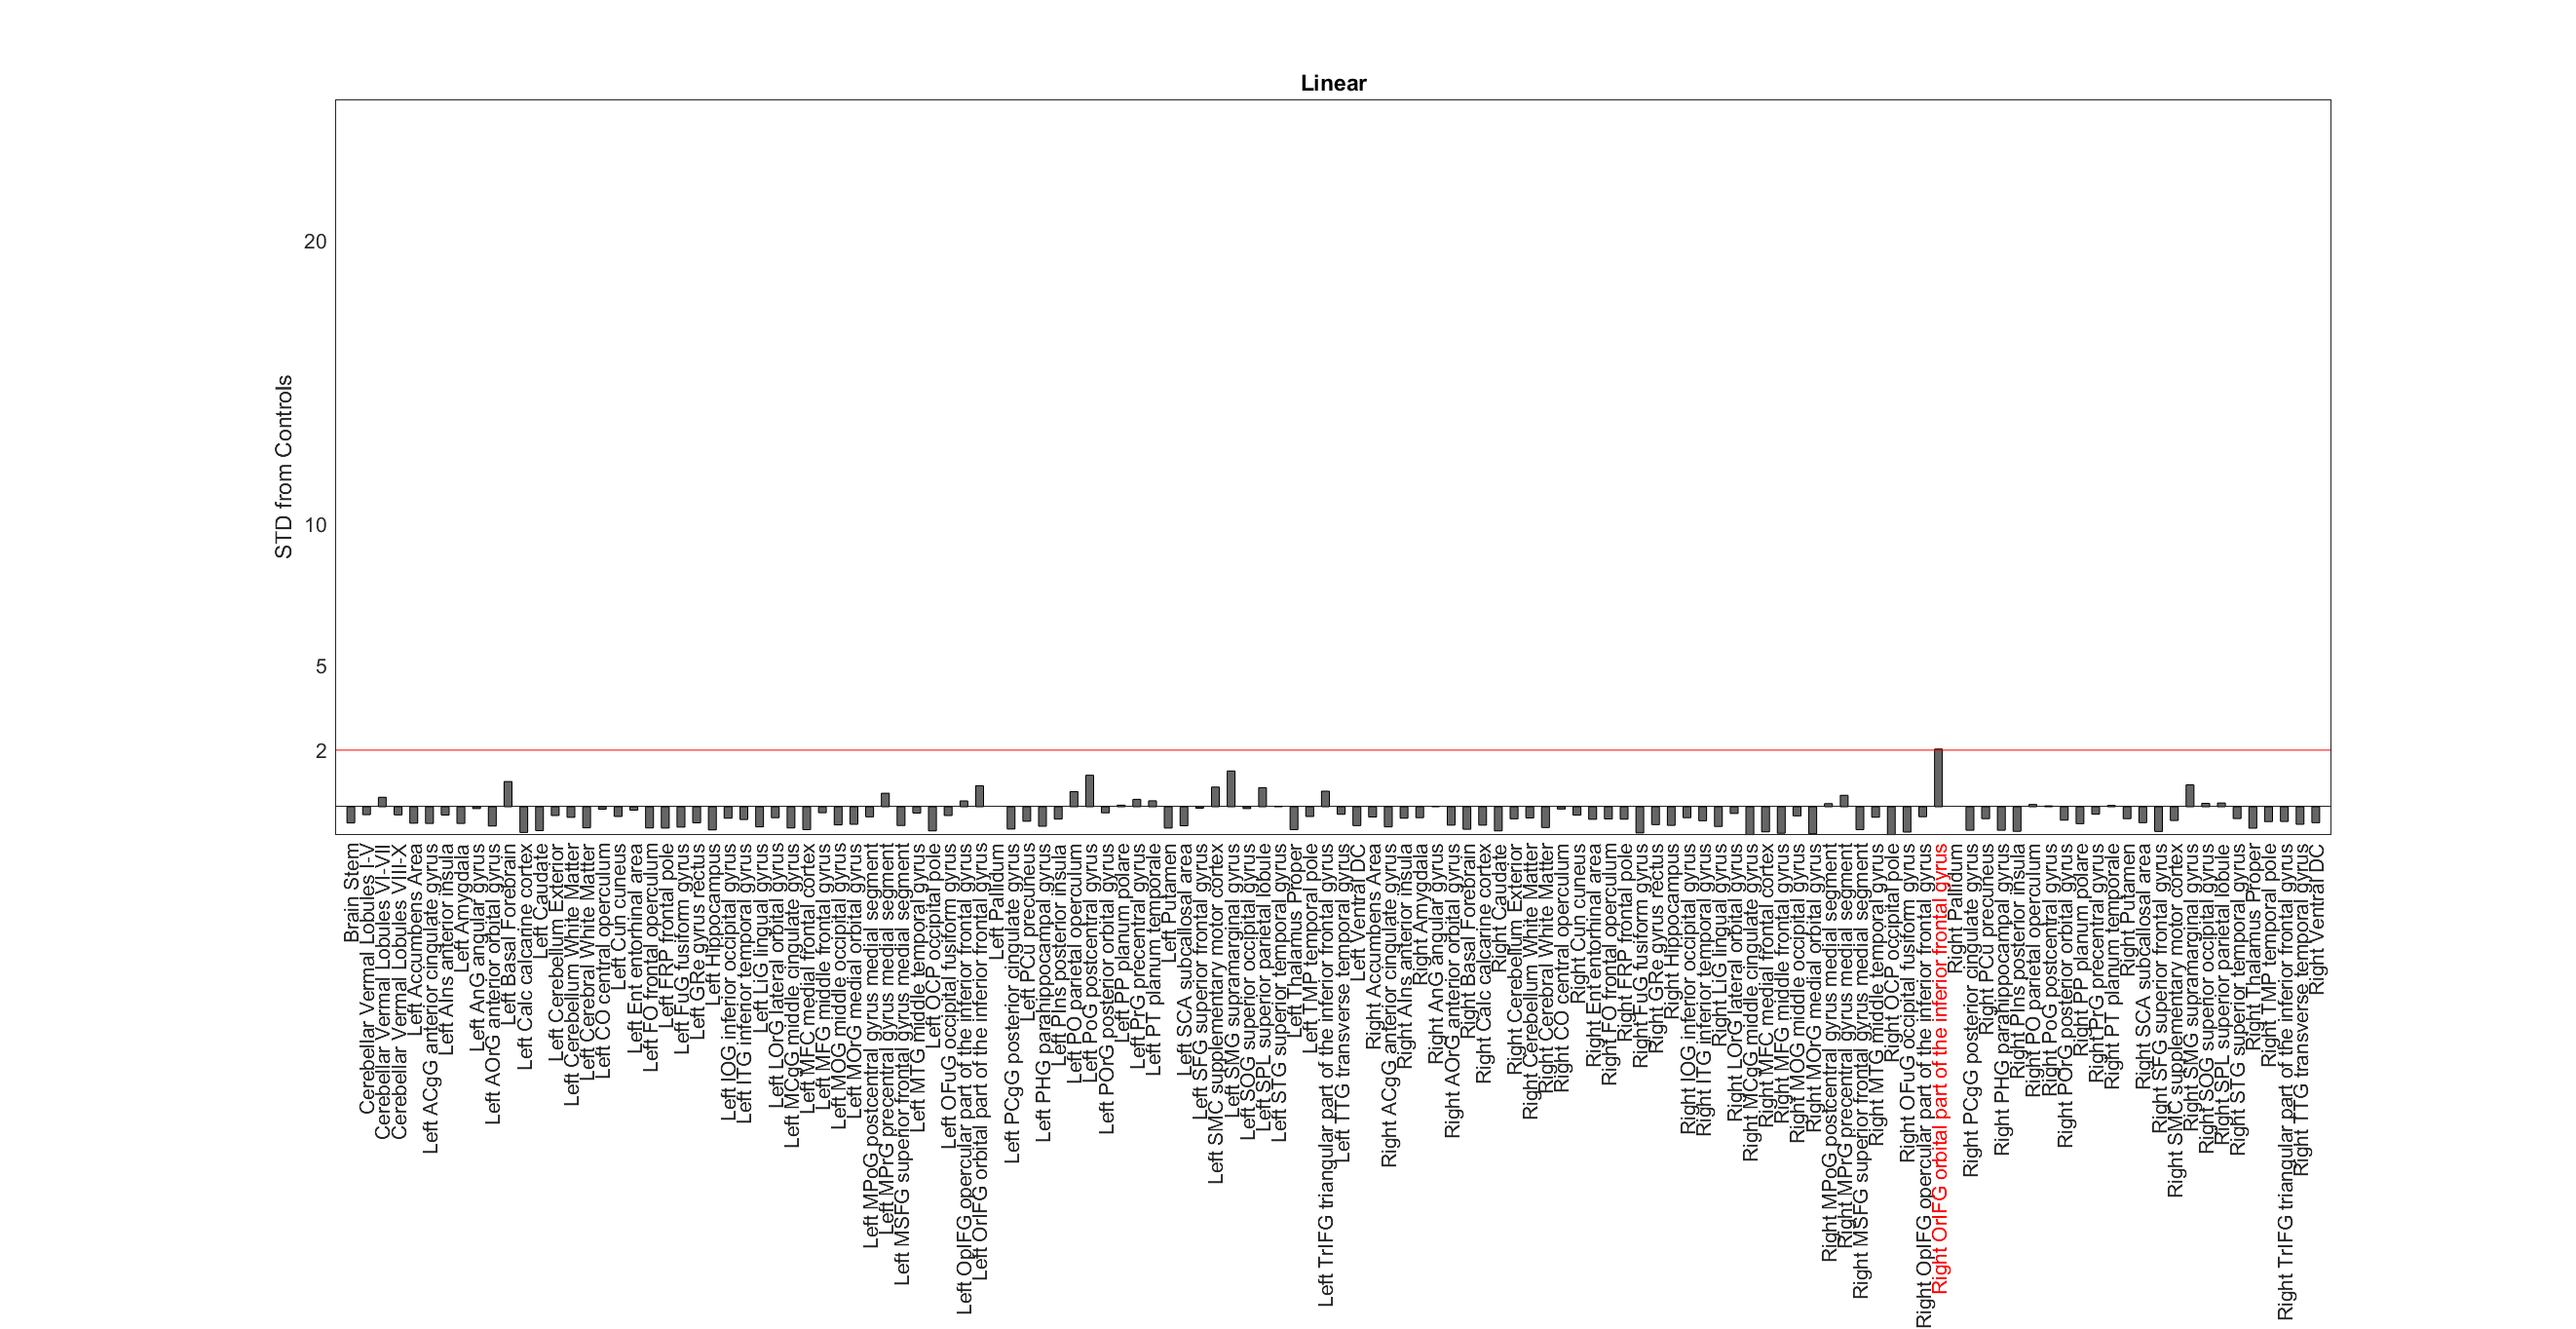 Linear
STD from Controls
20
10
5
2
Brain Stem
Cerebellar Vermal Lobules I-V
Cerebellar Vermal Lobules VI-VII
Cerebellar Vermal Lobules VIII-X
Left Accumbens Area
Left ACgG anterior cingulate gyrus
Left AIns anterior insula
Left Amygdala
Left AnG angular gyrus
Left AOrG anterior orbital gyrus
Left Basal Forebrain
Left Calc calcarine cortex
Left Caudate
Left Cerebellum Exterior
Left Cerebellum White Matter
Left Cerebral White Matter
Left CO central operculum
Left Cun cuneus
Left Ent entorhinal area
Left FO frontal operculum
Left FRP frontal pole
Left FuG fusiform gyrus
Left GRe gyrus rectus
Left Hippocampus
Left IOG inferior occipital gyrus
Left ITG inferior temporal gyrus
Left LiG lingual gyrus
Left LOrG lateral orbital gyrus
Left MCgG middle cingulate gyrus
Left MFC medial frontal cortex
Left MFG middle frontal gyrus
Left MOG middle occipital gyrus
Left MOrG medial orbital gyrus
Left MPoG postcentral gyrus medial segment
Left MPrG precentral gyrus medial segment
Left MSFG superior frontal gyrus medial segment
Left MTG middle temporal gyrus
Left OCP occipital pole
Left OFuG occipital fusiform gyrus
Left OpIFG opercular part of the inferior frontal gyrus
Left OrIFG orbital part of the inferior frontal gyrus
Left Pallidum
Left PCgG posterior cingulate gyrus
Left PCu precuneus
Left PHG parahippocampal gyrus
Left PIns posterior insula
Left PO parietal operculum
Left PoG postcentral gyrus
Left POrG posterior orbital gyrus
Left PP planum polare
Left PrG precentral gyrus
Left PT planum temporale
Left Putamen
Left SCA subcallosal area
Left SFG superior frontal gyrus
Left SMC supplementary motor cortex
Left SMG supramarginal gyrus
Left SOG superior occipital gyrus
Left SPL superior parietal lobule
Left STG superior temporal gyrus
Left Thalamus Proper
Left TMP temporal pole
Left TrIFG triangular part of the inferior frontal gyrus
Left TTG transverse temporal gyrus
Left Ventral DC
Right Accumbens Area
Right ACgG anterior cingulate gyrus
Right AIns anterior insula
Right Amygdala
Right AnG angular gyrus
Right AOrG anterior orbital gyrus
Right Basal Forebrain
Right Calc calcarine cortex
Right Caudate
Right Cerebellum Exterior
Right Cerebellum White Matter
Right Cerebral White Matter
Right CO central operculum
Right Cun cuneus
Right Ent entorhinal area
Right FO frontal operculum
Right FRP frontal pole
Right FuG fusiform gyrus
Right GRe gyrus rectus
Right Hippocampus
Right IOG inferior occipital gyrus
Right ITG inferior temporal gyrus
Right LiG lingual gyrus
Right LOrG lateral orbital gyrus
Right MCgG middle cingulate gyrus
Right MFC medial frontal cortex
Right MFG middle frontal gyrus
Right MOG middle occipital gyrus
Right MOrG medial orbital gyrus
Right MPoG postcentral gyrus medial segment
Right MPrG precentral gyrus medial segment
Right MSFG superior frontal gyrus medial segment
Right MTG middle temporal gyrus
Right OCP occipital pole
Right OFuG occipital fusiform gyrus
Right OpIFG opercular part of the inferior frontal gyrus
Right OrIFG orbital part of the inferior frontal gyrus
Right Pallidum
Right PCgG posterior cingulate gyrus
Right PCu precuneus
Right PHG parahippocampal gyrus
Right PIns posterior insula
Right PO parietal operculum
Right PoG postcentral gyrus
Right POrG posterior orbital gyrus
Right PP planum polare
Right PrG precentral gyrus
Right PT planum temporale
Right Putamen
Right SCA subcallosal area
Right SFG superior frontal gyrus
Right SMC supplementary motor cortex
Right SMG supramarginal gyrus
Right SOG superior occipital gyrus
Right SPL superior parietal lobule
Right STG superior temporal gyrus
Right Thalamus Proper
Right TMP temporal pole
Right TrIFG triangular part of the inferior frontal gyrus
Right TTG transverse temporal gyrus
Right Ventral DC